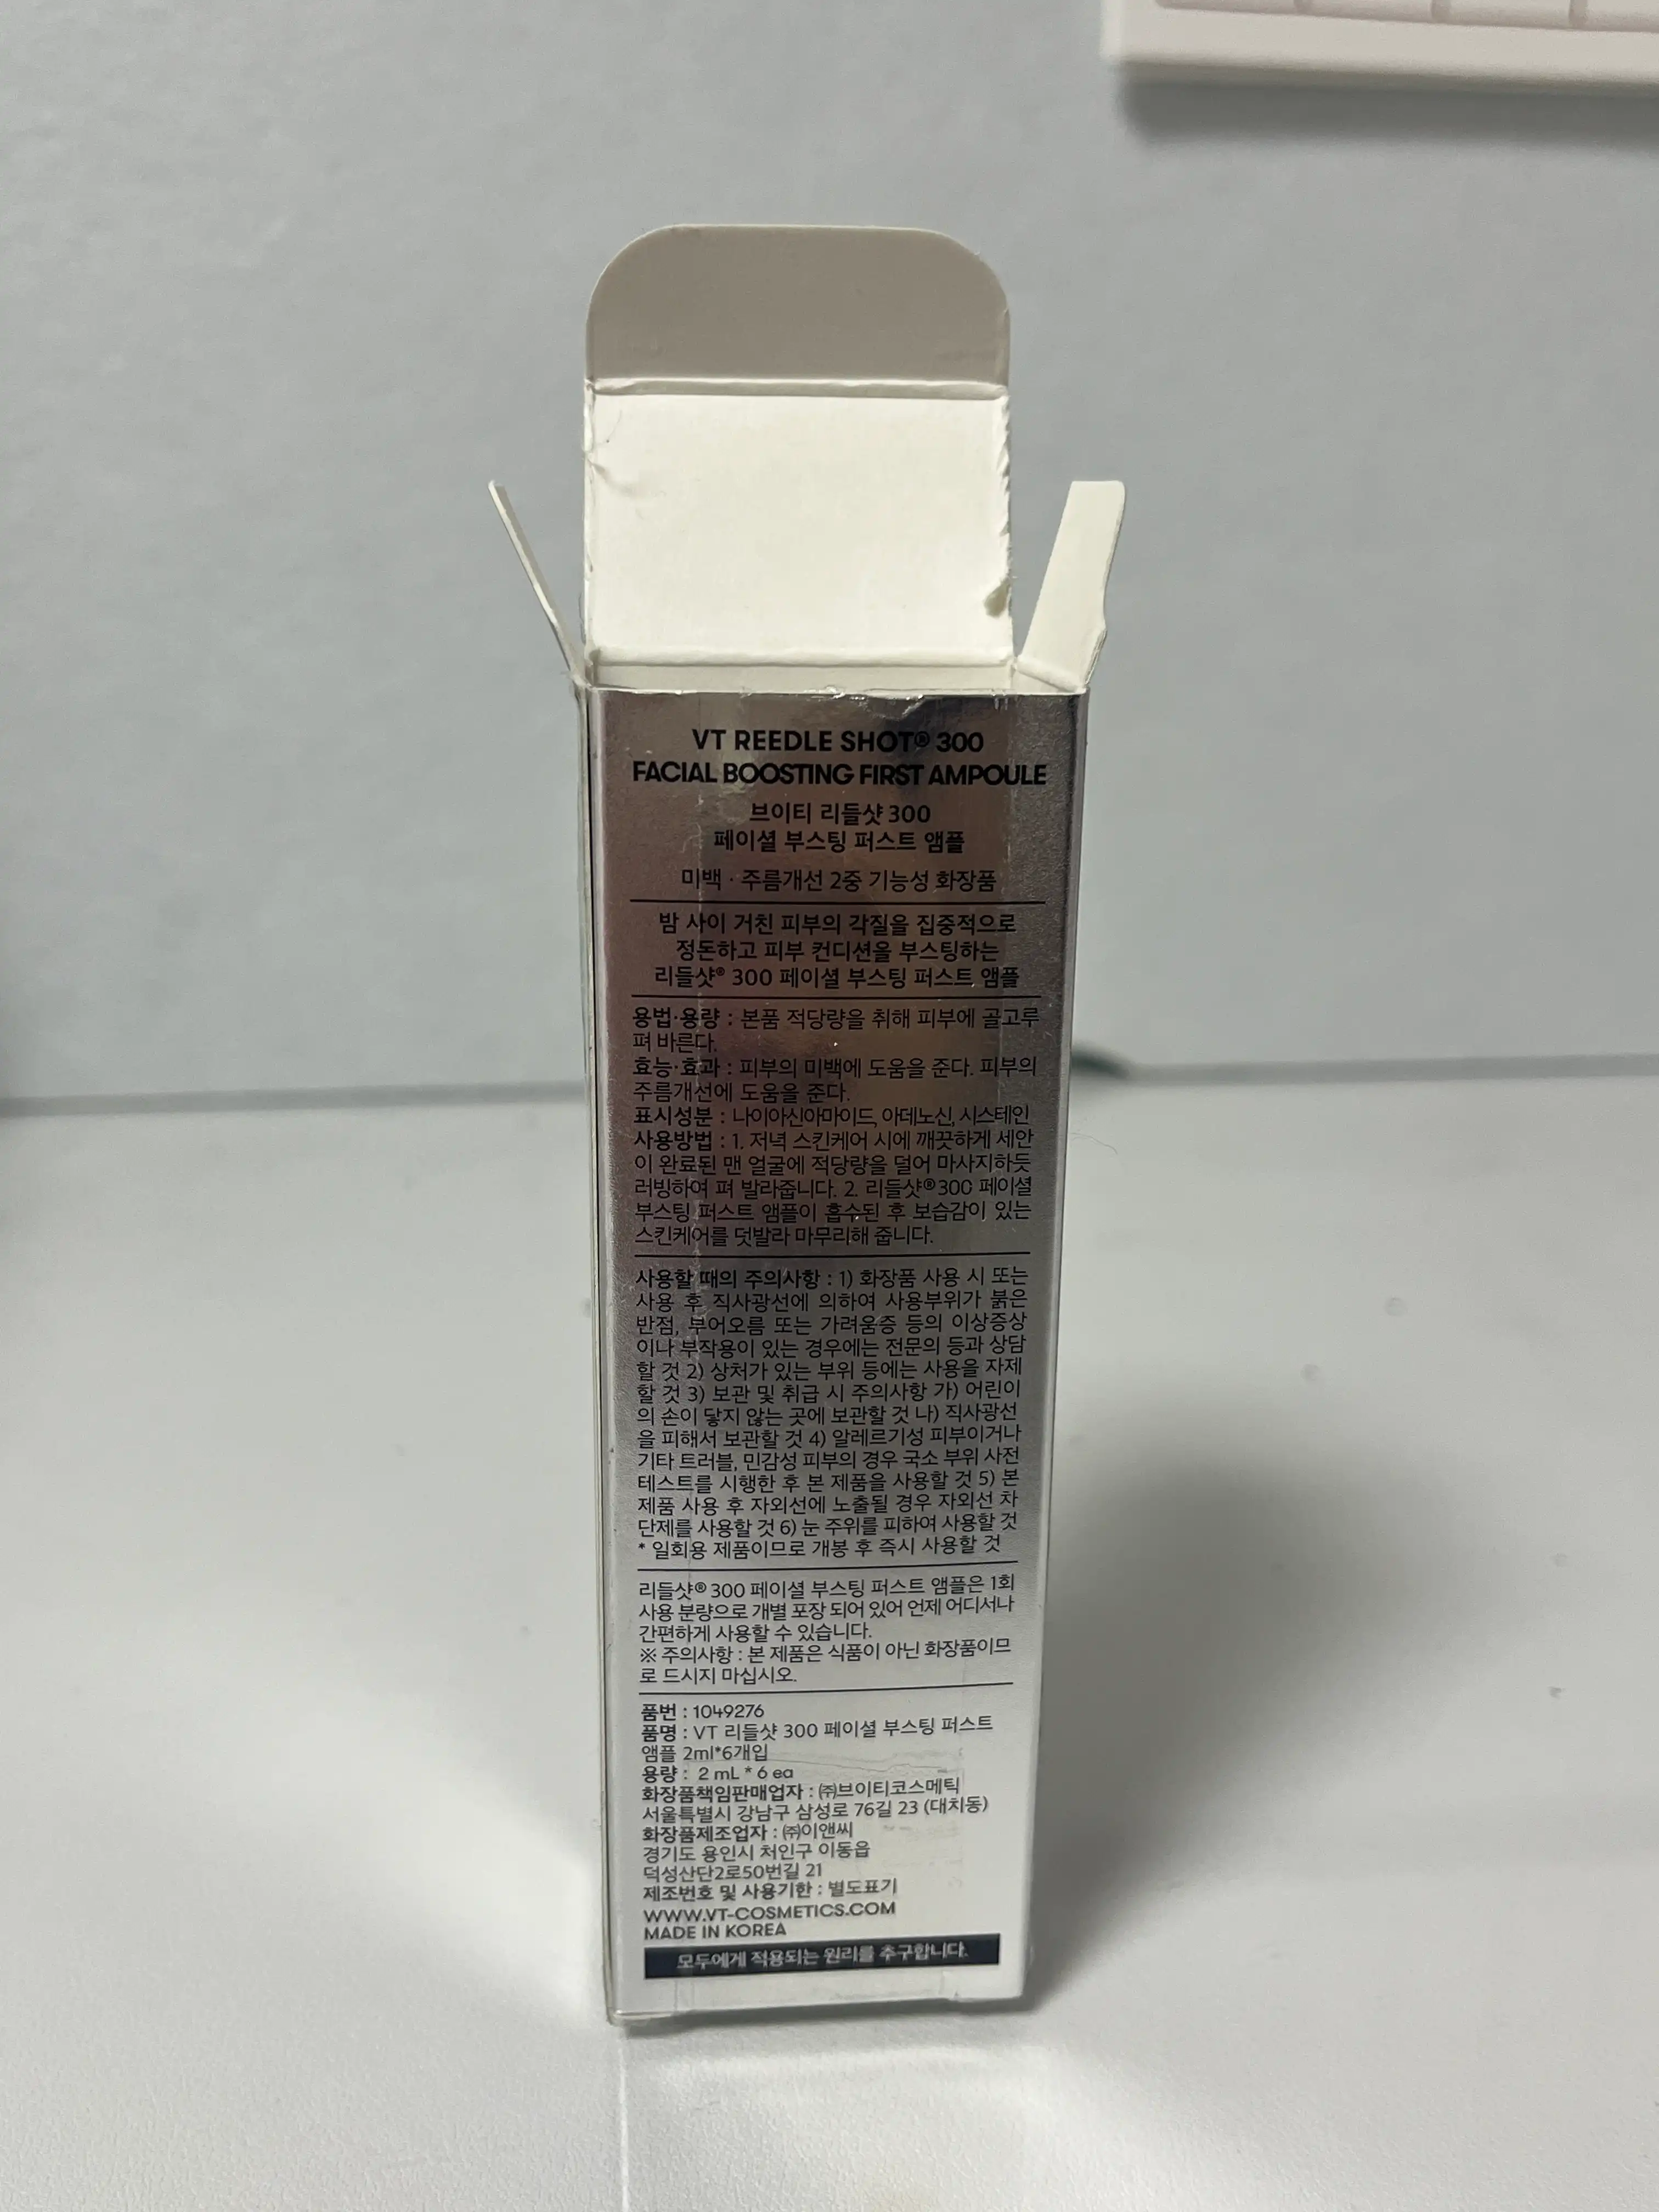 VT REEDLE SHOT® 300
FACIAL BOOSTING FIRST AMPOULE
브이티 리들샷 300
페이셜 부스팅 퍼스트 앰플
미백 · 주름개선 2중 기능성 화장품
밤 사이 거친 피부의 각질을 집중적으로
정돈하고 피부 컨디션을 부스팅하는
리들샷® 300 페이셜 부스팅 퍼스트 앰플
용법·용량 : 본품 적당량을 취해 피부에 골고루
펴 바른다.
효능·효과 : 피부의 미백에 도움을 준다. 피부의
주름개선에 도움을 준다.
표시성분 : 나이아신아마이드, 아데노신, 시스테인
사용방법 : 1. 저녁 스킨케어 시에 깨끗하게 세안
이 완료된 맨 얼굴에 적당량을 덜어 마사지하듯
러빙하여 펴 발라줍니다. 2. 리들샷®300 페이셜
부스팅 퍼스트 앰플이 흡수된 후 보습감이 있는
스킨케어를 덧발라 마무리해 줍니다.
사용할 때의 주의사항 : 1) 화장품 사용 시 또는
사용 후 직사광선에 의하여 사용부위가 붉은
반점, 부어오름 또는 가려움증 등의 이상증상
이나 부작용이 있는 경우에는 전문의 등과 상담
할 것 2) 상처가 있는 부위 등에는 사용을 자제
할 것 3) 보관 및 취급 시 주의사항 가) 어린이
의 손이 닿지 않는 곳에 보관할 것 나) 직사광선
을 피해서 보관할 것 4) 알레르기성 피부이거나
기타 트러블, 민감성 피부의 경우 국소 부위 사전
테스트를 시행한 후 본 제품을 사용할 것 5) 본
제품 사용 후 자외선에 노출될 경우 자외선 차
단제를 사용할 것 6) 눈 주위를 피하여 사용할 것
* 일회용 제품이므로 개봉 후 즉시 사용할 것
리들샷® 300 페이셜 부스팅 퍼스트 앰플은 1회
사용 분량으로 개별 포장 되어 있어 언제 어디서나
간편하게 사용할 수 있습니다.
※ 주의사항 : 본 제품은 식품이 아닌 화장품이므
로 드시지 마십시오.
품번 : 1049276
품명 : VT 리들샷 300 페이셜 부스팅 퍼스트
앰플 2ml*6개입
용량 : 2 mL * 6 ea
화장품책임판매업자 : ㈜브이티코스메틱
서울특별시 강남구 삼성로 76길 23 (대치동)
화장품제조업자 : ㈜이앤씨
경기도 용인시 처인구 이동읍
덕성산단2로50번길 21
제조번호 및 사용기한 : 별도표기
WWW.VT-COSMETICS.COM
MADE IN KOREA
모두에게 적용되는 원리를 추구합니다.